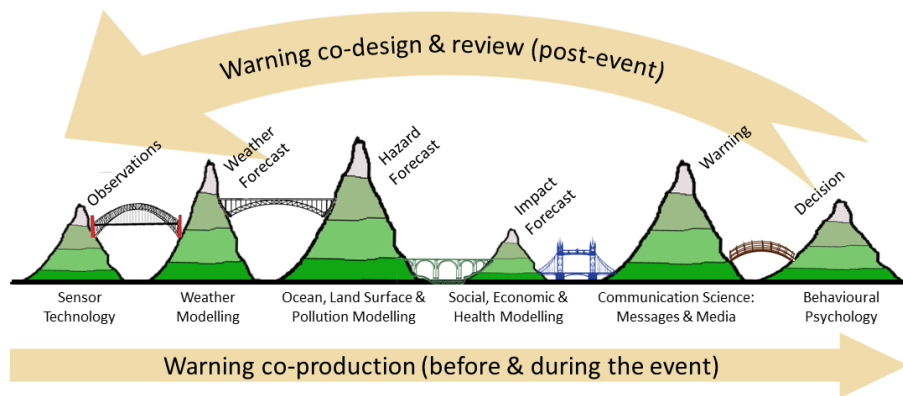 Warning co-design & review (post-event)
Observations
Weather
Forecast
Hazard
Forecast
Impact
Forecast
Warning
Decision
Sensor
Technology
Weather
Modelling
Ocean, Land Surface &
Pollution Modelling
Social, Economic &
Health Modelling
Communication Science:
Messages & Media
Behavioural
Psychology
Warning co-production (before & during the event)